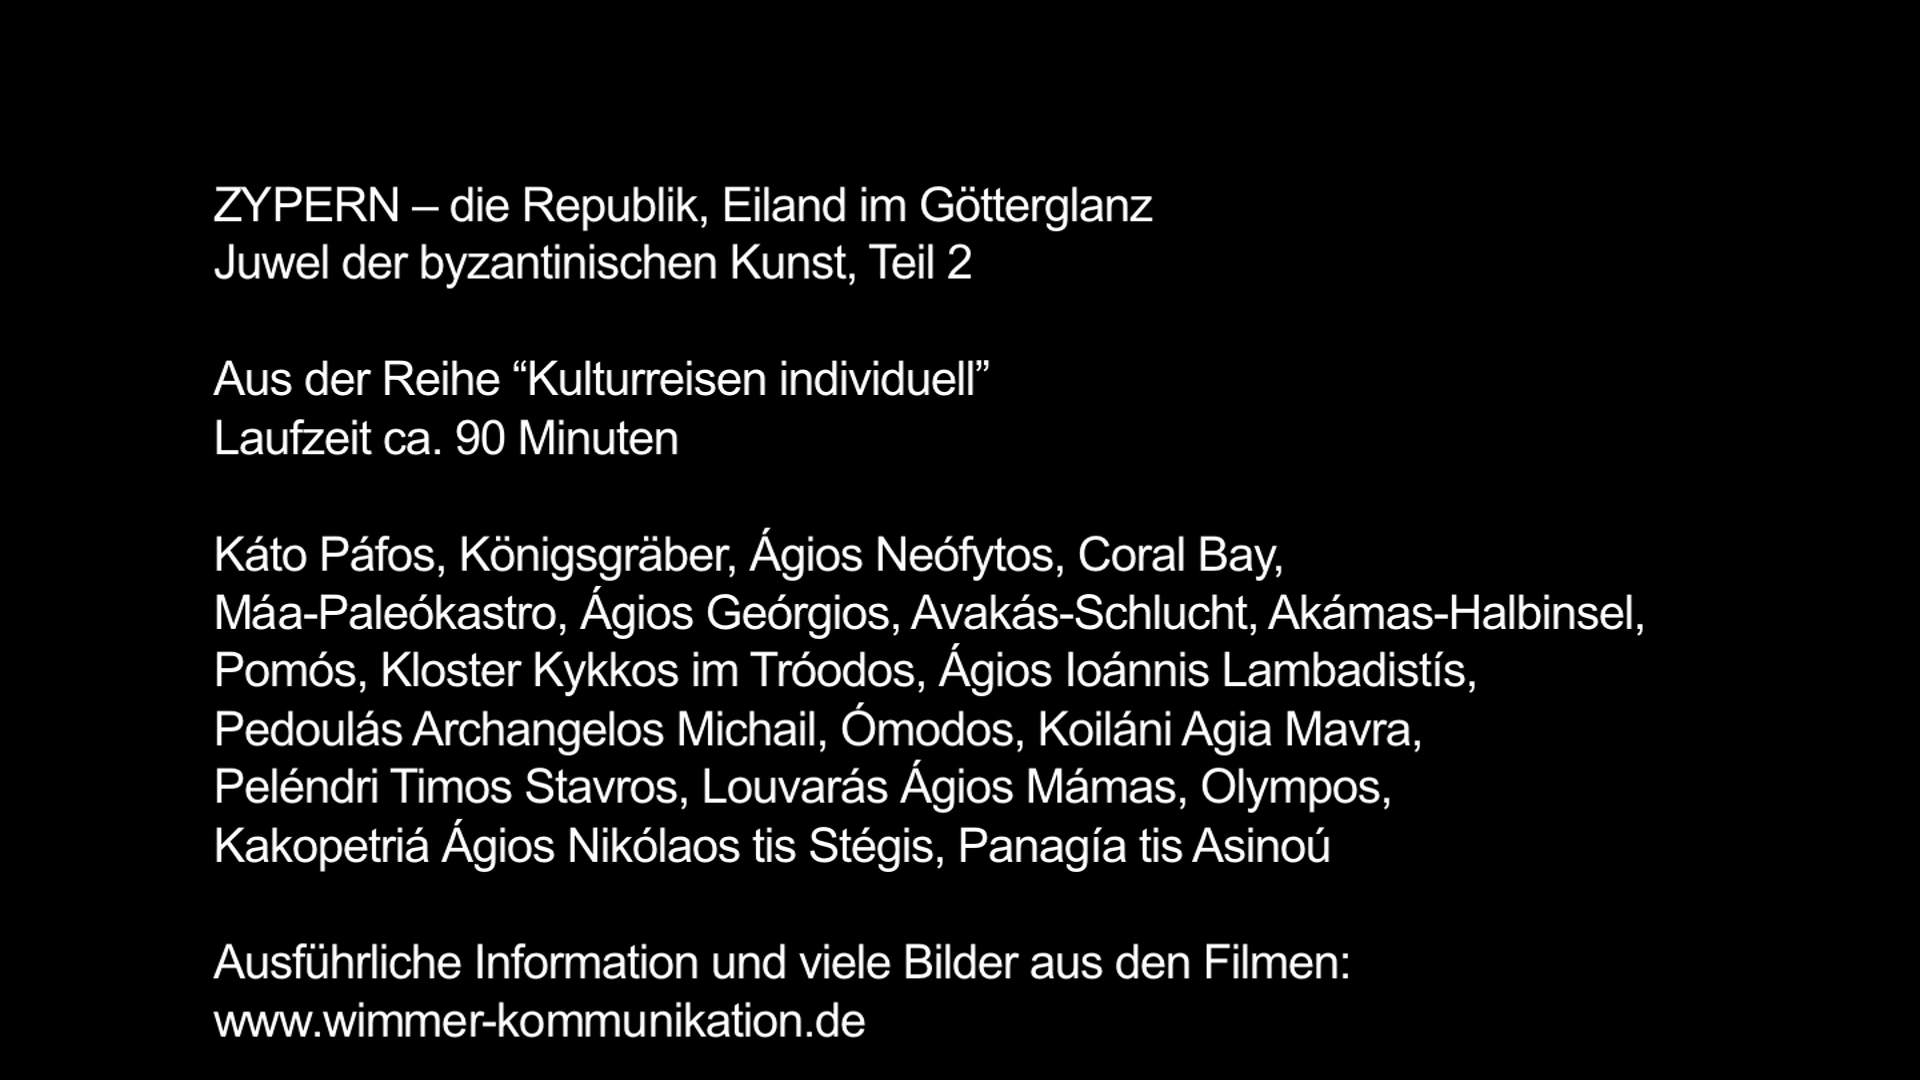 ZYPERN – die Republik, Eiland im Götterglanz
Juwel der byzantinischen Kunst, Teil 2
Aus der Reihe “Kulturreisen individuell”
Laufzeit ca. 90 Minuten
Káto Páfos, Königsgräber, Ágios Neófytos, Coral Bay,
Máa-Paleókastro, Ágios Geórgios, Avakás-Schlucht, Akámas-Halbinsel,
Pomós, Kloster Kykkos im Tróodos, Ágios Ioánnis Lambadistís,
Pedoulás Archangelos Michail, Ómodos, Koiláni Agia Mavra,
Peléndri Timos Stavros, Louvarás Ágios Mámas, Olympos,
Kakopetriá Ágios Nikólaos tis Stégis, Panagía tis Asinoú
Ausführliche Information und viele Bilder aus den Filmen:
www.wimmer-kommunikation.de